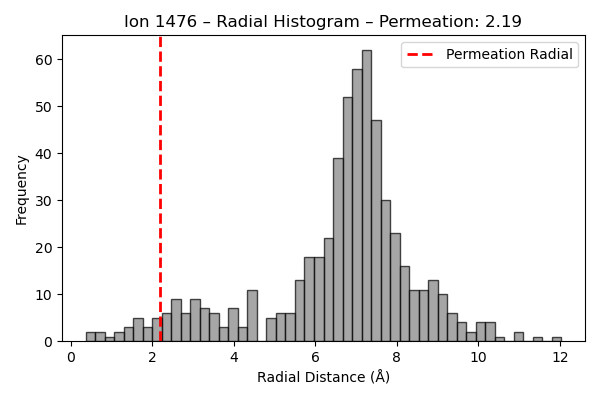 Ion 1476 – Radial Histogram – Permeation: 2.19
Permeation Radial
60
50
40
30
20
10
0
Frequency
0 2 4 6 8 10 12
Radial Distance (Å)